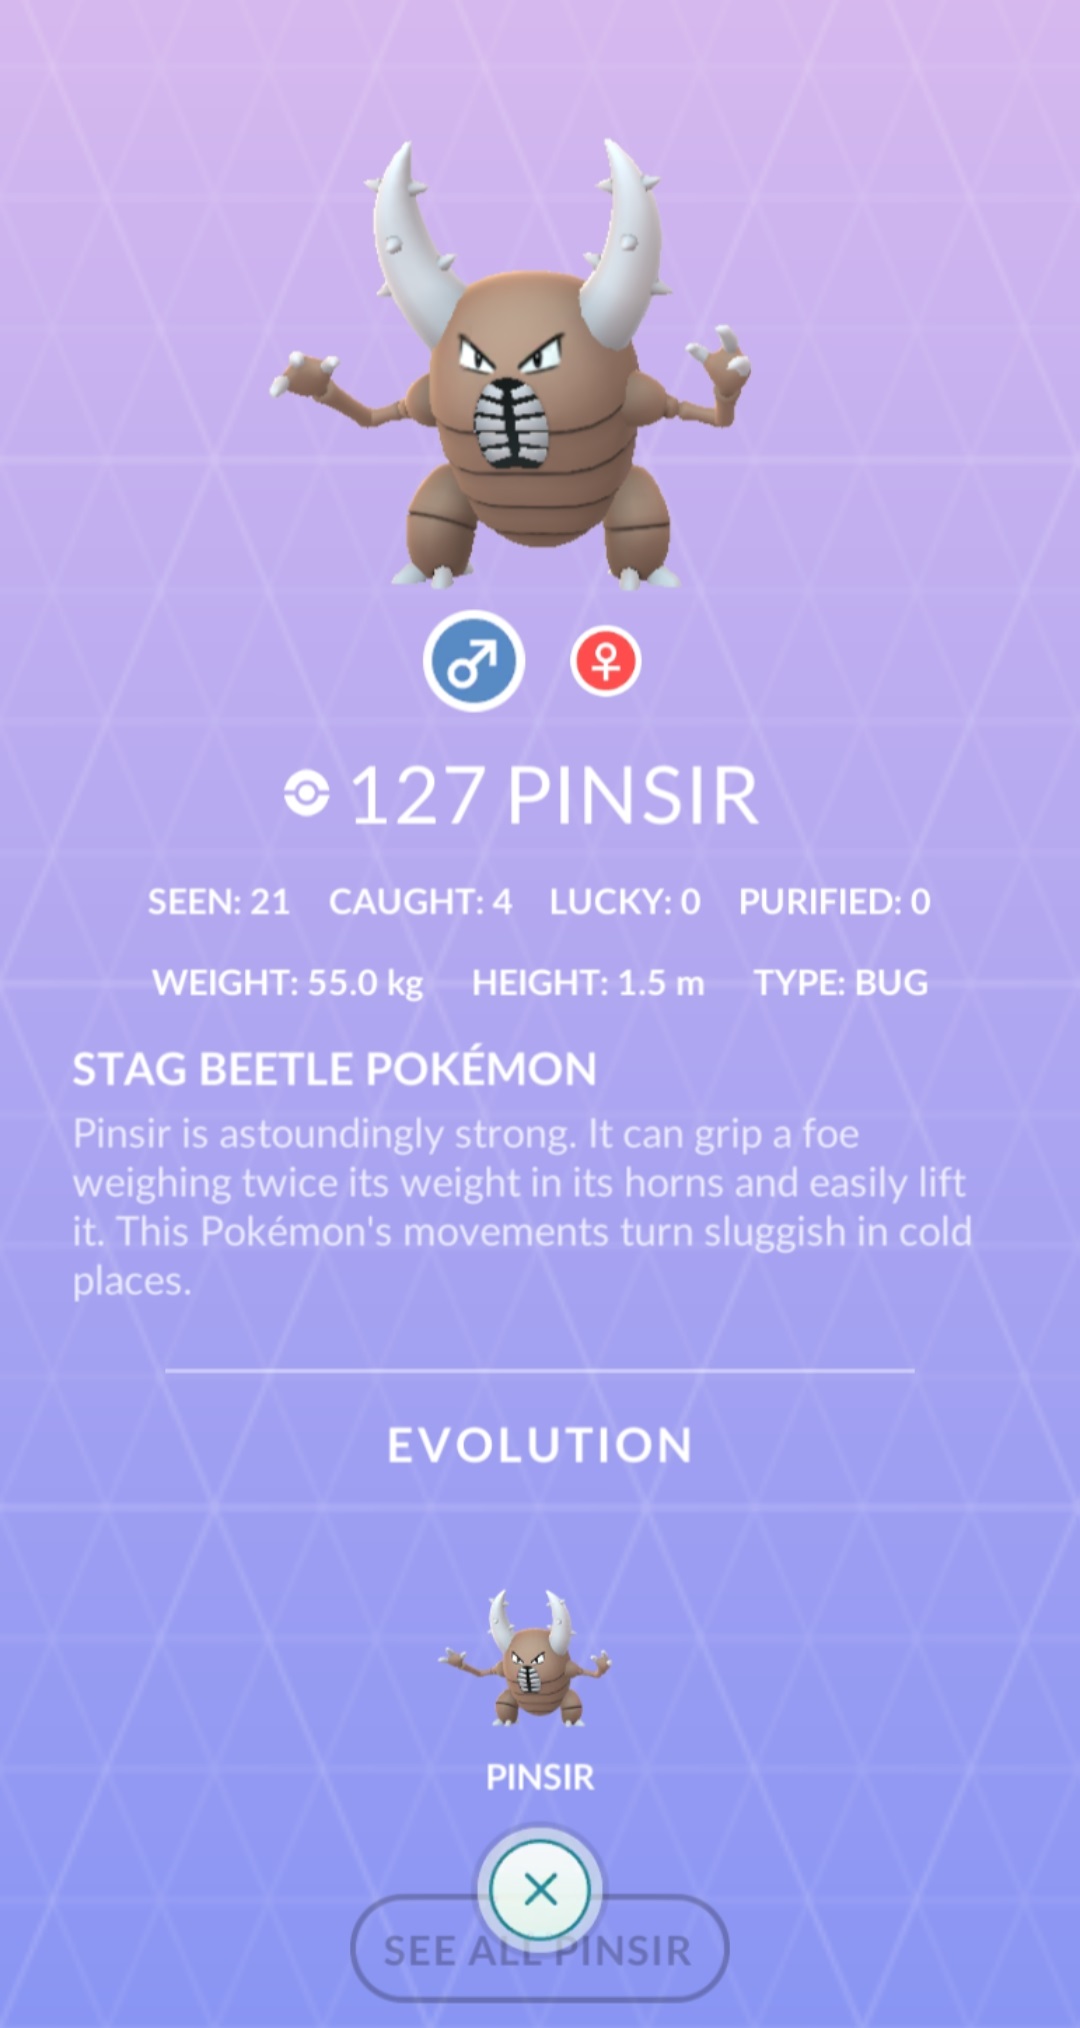 127 PINSIR
SEEN: 21 CAUGHT: 4 LUCKY: 0 PURIFIED: 0
WEIGHT: 55.0 kg HEIGHT: 1.5 m TYPE: BUG
STAG BEETLE POKÉMON
Pinsir is astoundingly strong. It can grip a foe
weighing twice its weight in its horns and easily lift
it. This Pokémon's movements turn sluggish in cold
places.
EVOLUTION
PINSIR
SEE ALL PINSIR